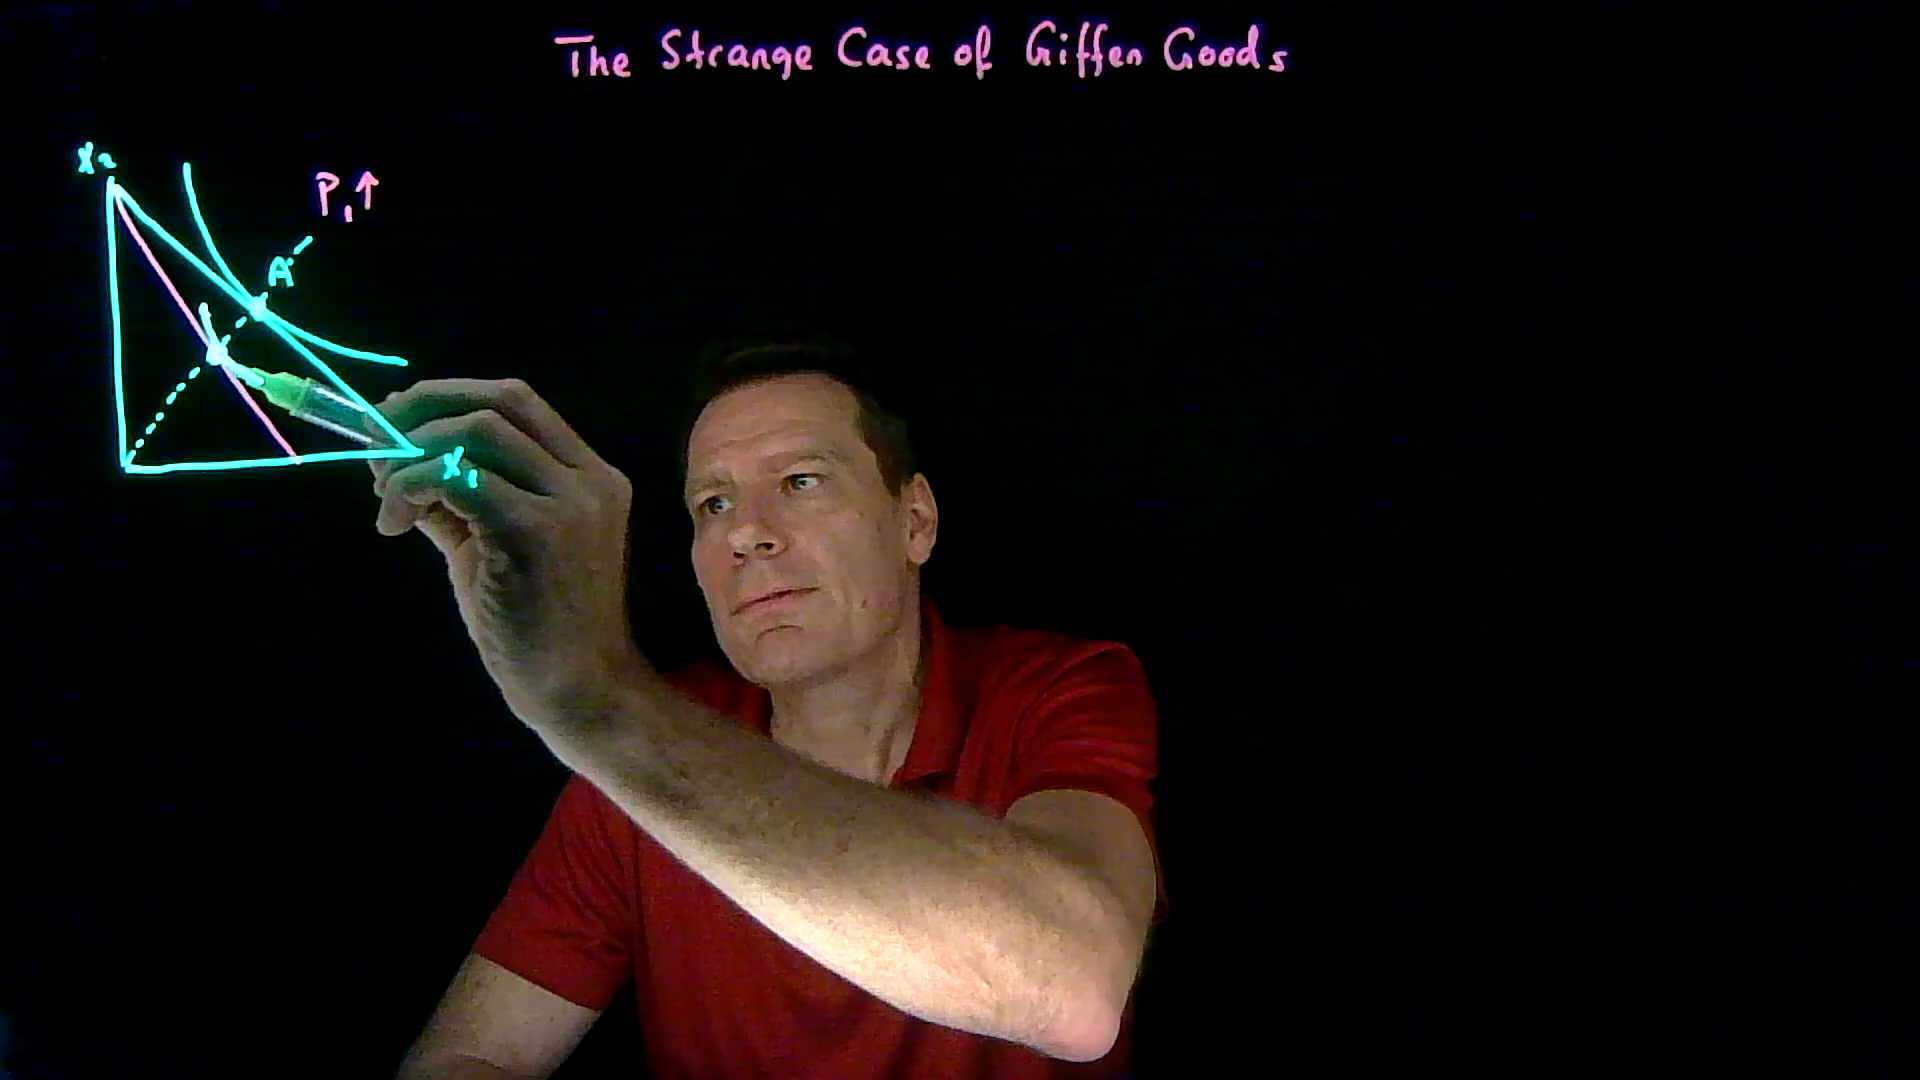 The Strange Case of Giffen Goods
x₂
P₁↑
A
x₁